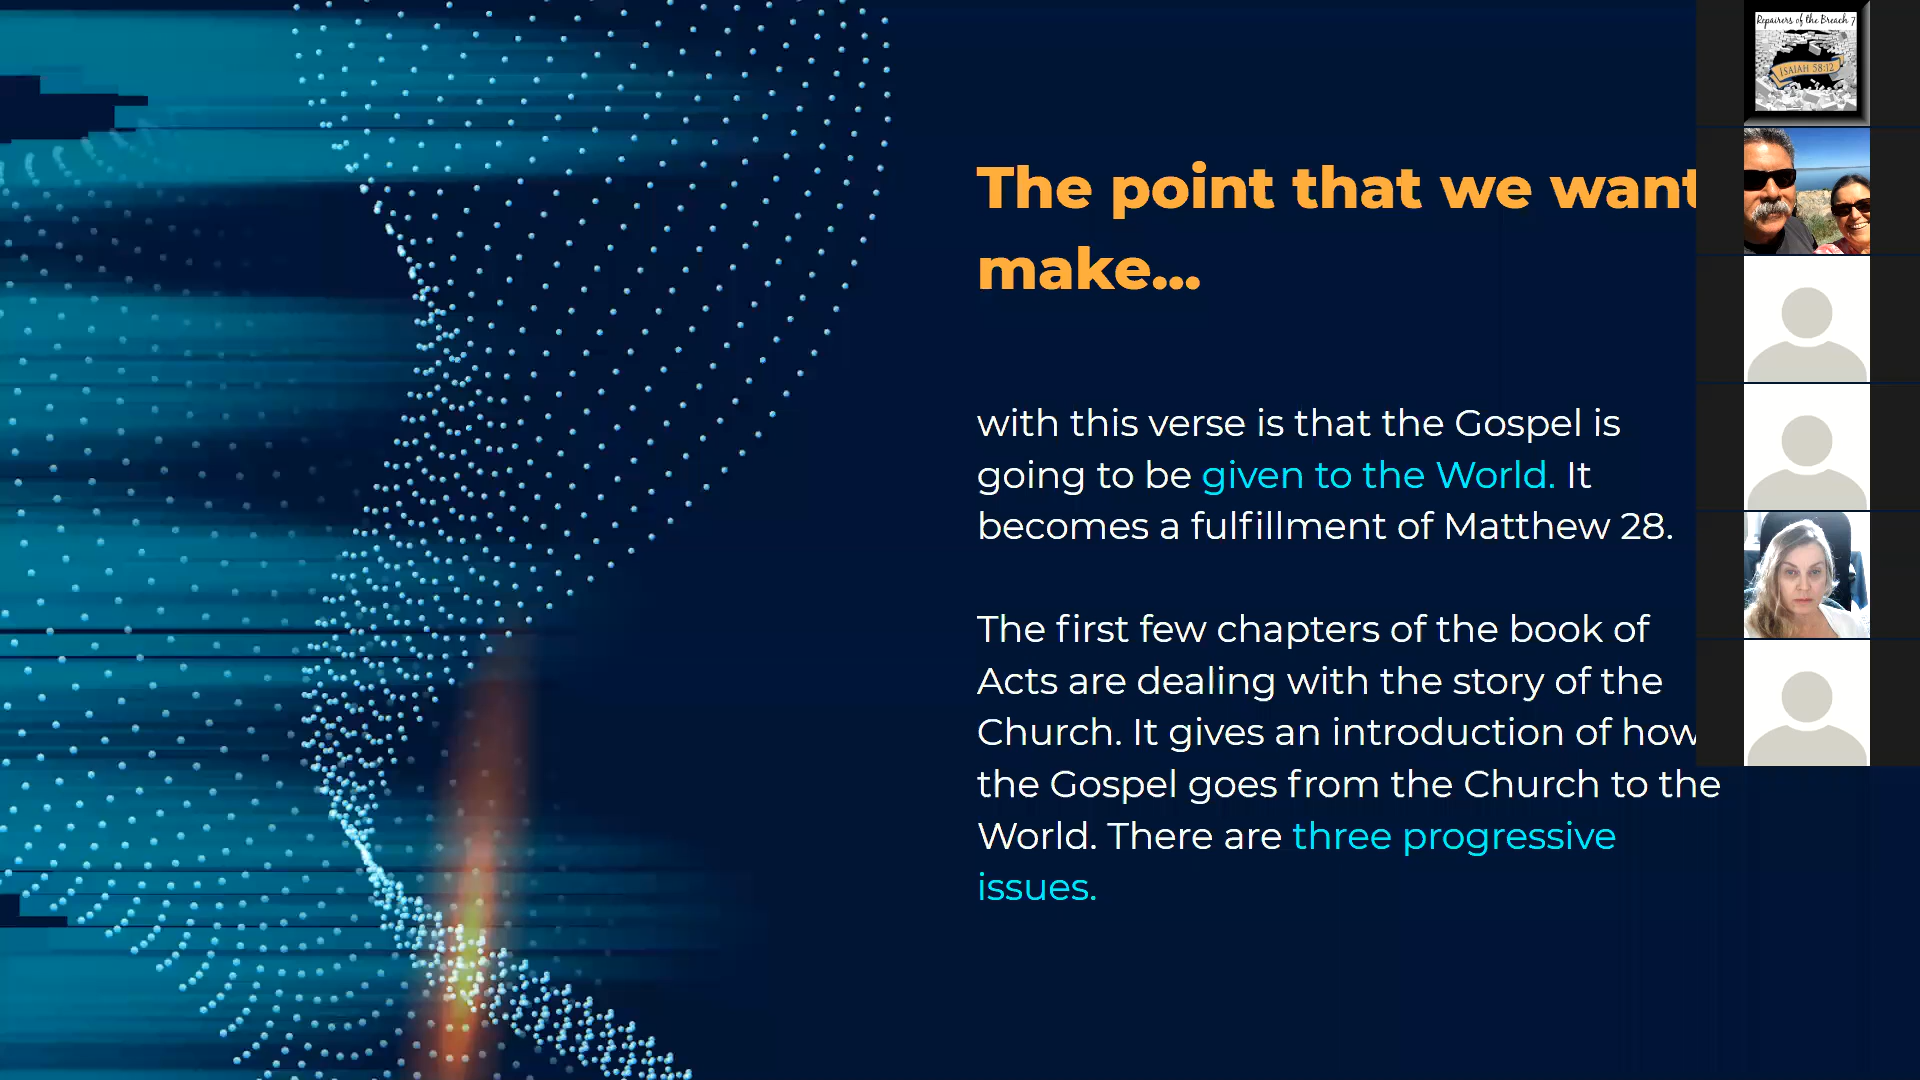 The point that we want
make...
with this verse is that the Gospel is
going to be given to the World. It
becomes a fulfillment of Matthew 28.
The first few chapters of the book of
Acts are dealing with the story of the
Church. It gives an introduction of how
the Gospel goes from the Church to the
World. There are three progressive
issues.
Repairers of the Breach 7
ISAIAH 58:12